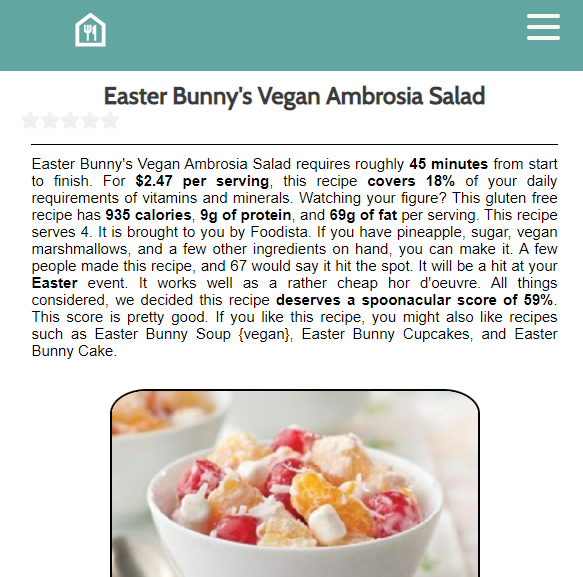 Easter Bunny's Vegan Ambrosia Salad
Easter Bunny's Vegan Ambrosia Salad requires roughly 45 minutes from start
to finish. For $2.47 per serving, this recipe covers 18% of your daily
requirements of vitamins and minerals. Watching your figure? This gluten free
recipe has 935 calories, 9g of protein, and 69g of fat per serving. This recipe
serves 4. It is brought to you by Foodista. If you have pineapple, sugar, vegan
marshmallows, and a few other ingredients on hand, you can make it. A few
people made this recipe, and 67 would say it hit the spot. It will be a hit at your
Easter event. It works well as a rather cheap hor d'oeuvre. All things
considered, we decided this recipe deserves a spoonacular score of 59%.
This score is pretty good. If you like this recipe, you might also like recipes
such as Easter Bunny Soup {vegan}, Easter Bunny Cupcakes, and Easter
Bunny Cake.